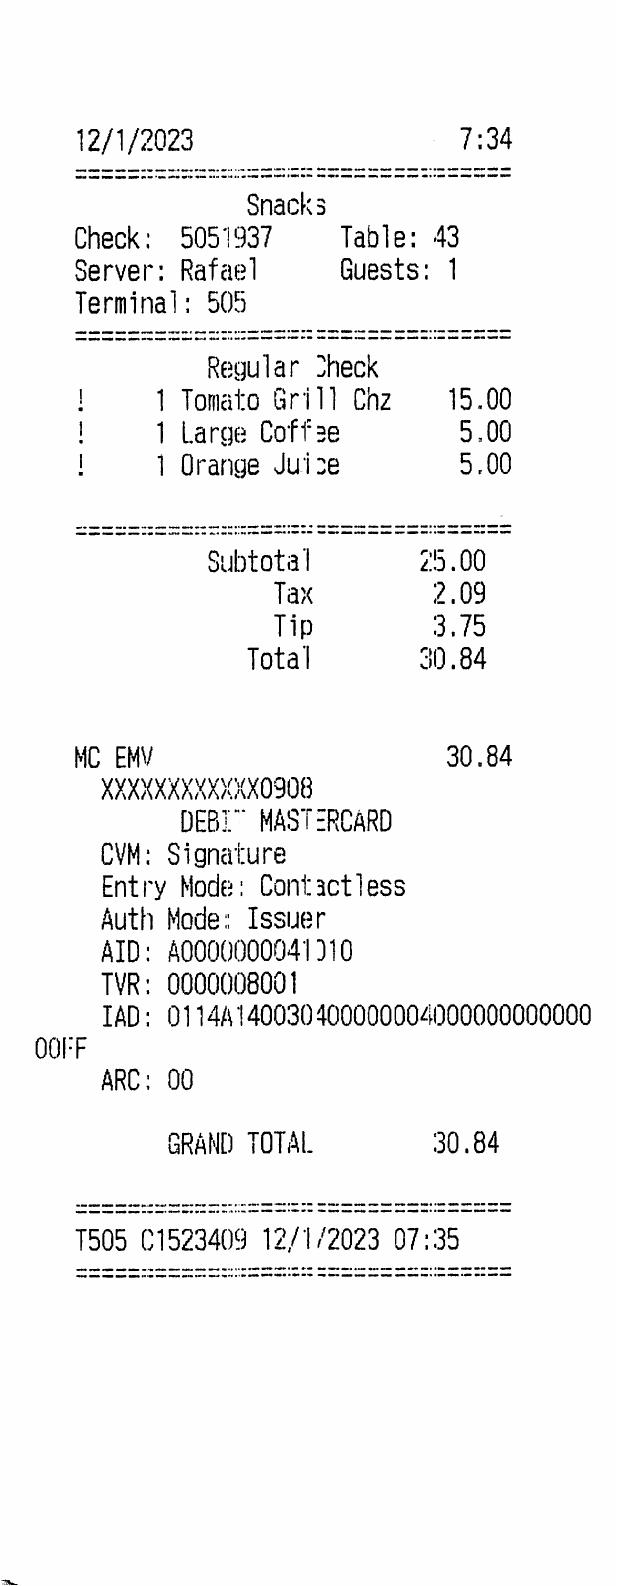 12/1/2023 7:34
=================================
Snacks
Check: 5051937 Table: 43
Server: Rafael Guests: 1
Terminal: 505
=================================
Regular Check
! 1 Tomato Grill Chz 15.00
! 1 Large Coffee 5.00
! 1 Orange Juice 5.00
=================================
Subtotal 25.00
Tax 2.09
Tip 3.75
Total 30.84
MC EMV 30.84
XXXXXXXXXXXX0908
DEBIT MASTERCARD
CVM: Signature
Entry Mode: Contactless
Auth Mode: Issuer
AID: A0000000041010
TVR: 0000008001
IAD: 0114A140030400000004000000000000
00FF
ARC: 00
GRAND TOTAL 30.84
=================================
T505 C1523409 12/1/2023 07:35
=================================